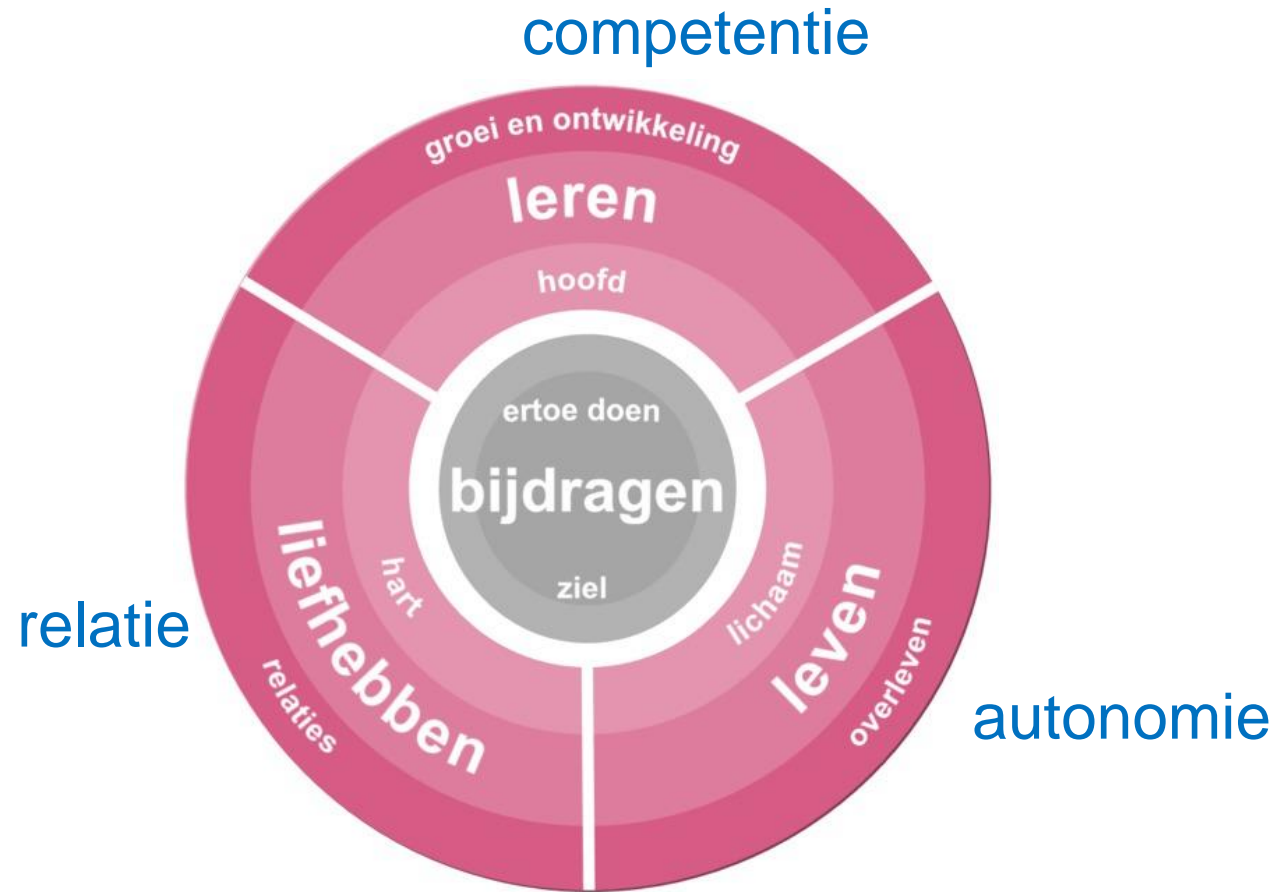 competentie
groei en ontwikkeling
leren
hoofd
ertoe doen
bijdragen
ziel
hart
liefhebben
relaties
relatie
lichaam
leven
overleven
autonomie